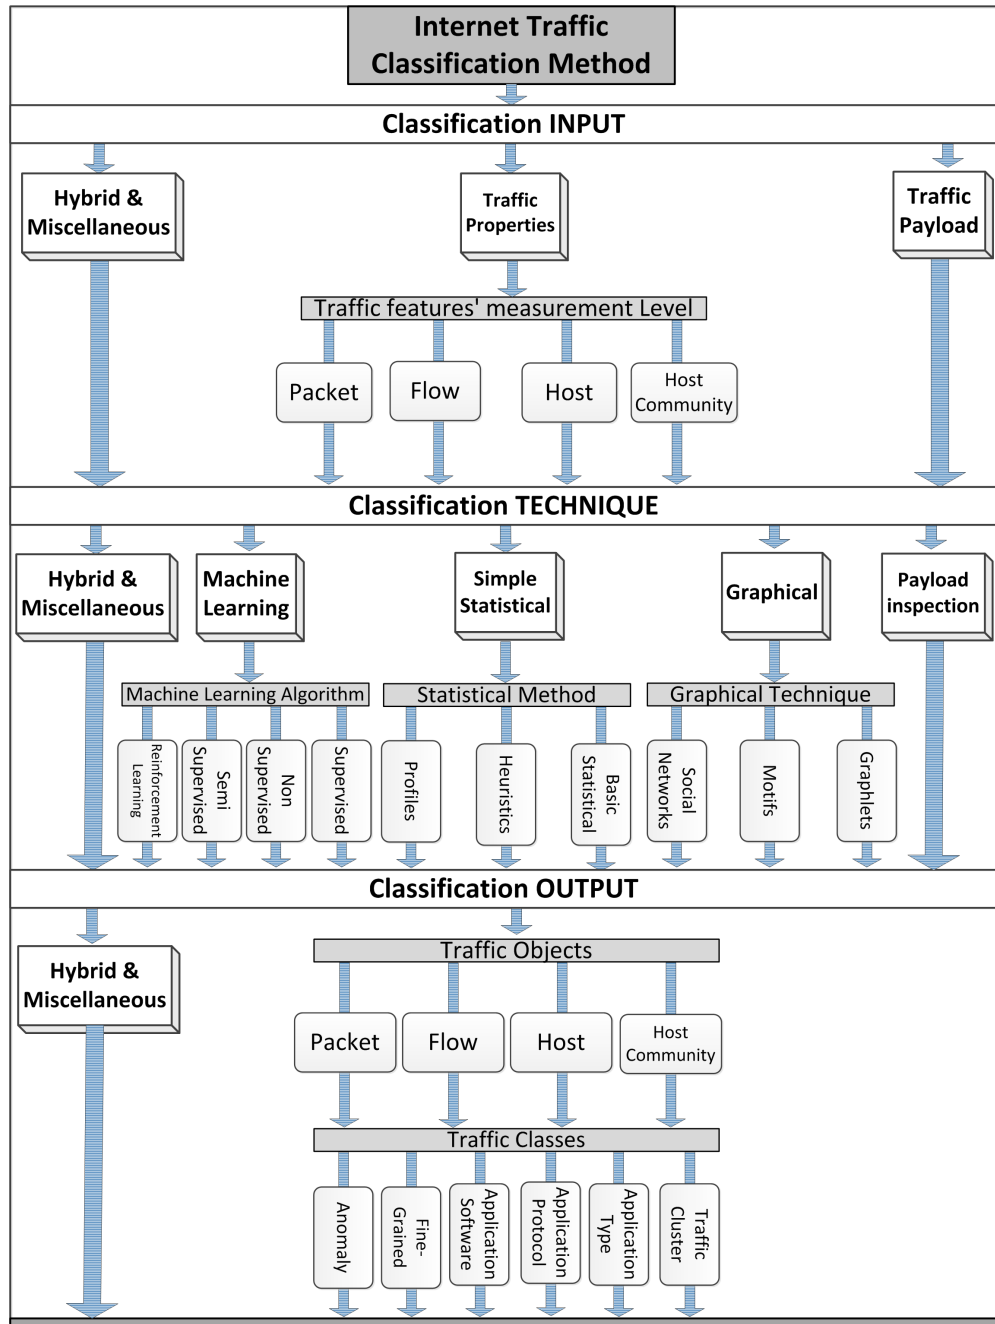 Internet Traffic
Classification Method
Classification INPUT
Hybrid &
Miscellaneous
Traffic
Properties
Traffic
Payload
Traffic features' measurement Level
Packet
Flow
Host
Host
Community
Classification TECHNIQUE
Hybrid &
Miscellaneous
Machine
Learning
Simple
Statistical
Graphical
Payload
inspection
Machine Learning Algorithm
Statistical Method
Graphical Technique
Reinforcement
Learning
Semi
Supervised
Non
Supervised
Supervised
Profiles
Heuristics
Basic
Statistical
Social
Networks
Motifs
Graphlets
Classification OUTPUT
Hybrid &
Miscellaneous
Traffic Objects
Packet
Flow
Host
Host
Community
Traffic Classes
Anomaly
Fine-
Grained
Application
Software
Application
Protocol
Application
Type
Traffic
Cluster